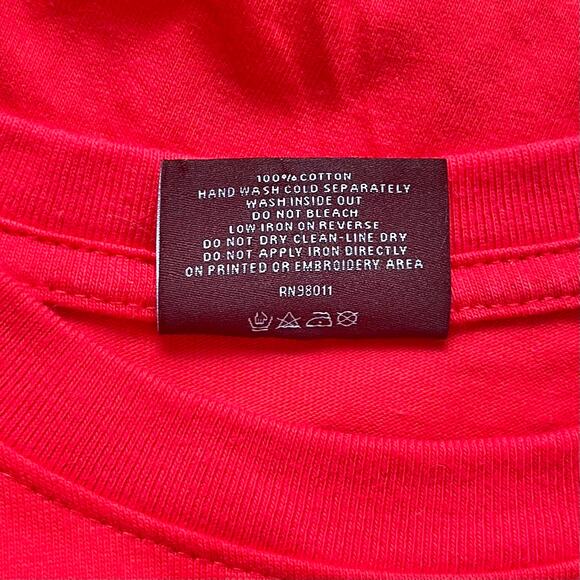 100% COTTON
HAND WASH COLD SEPARATELY
WASH INSIDE OUT
DO NOT BLEACH
LOW IRON ON REVERSE
DO NOT DRY CLEAN-LINE DRY
DO NOT APPLY IRON DIRECTLY
ON PRINTED OR EMBROIDERY AREA
RN98011